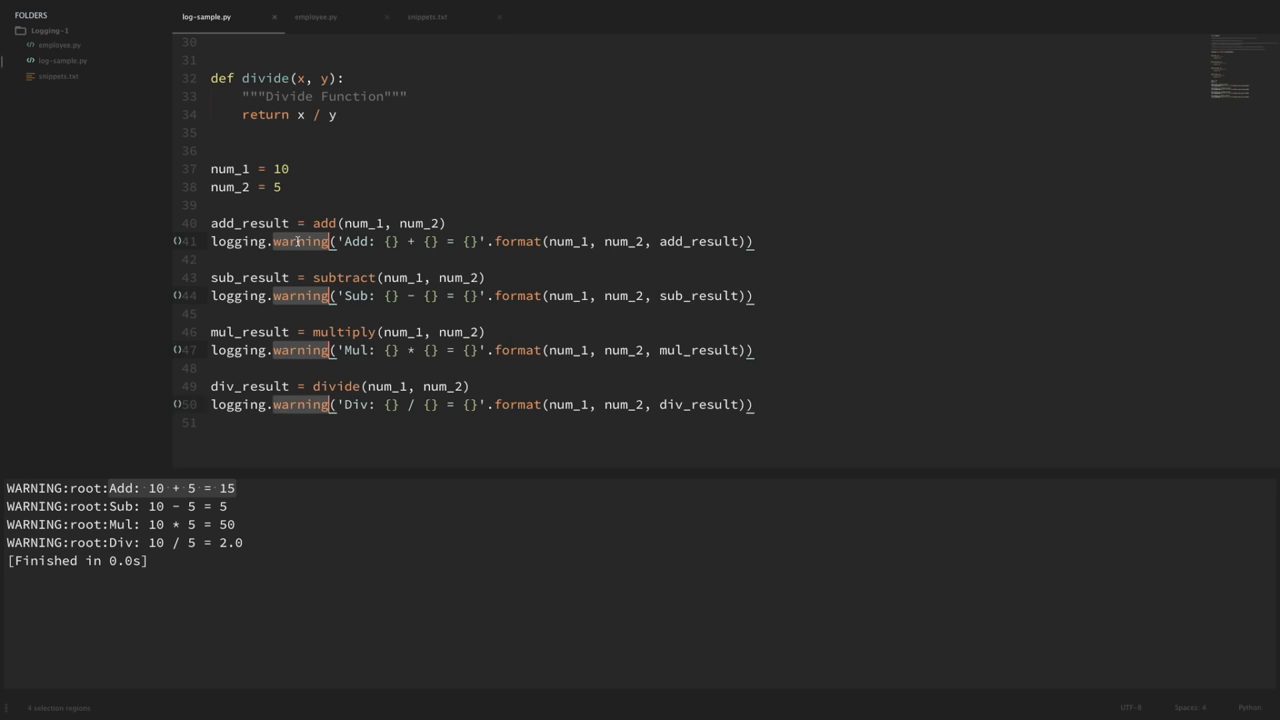 FOLDERS
Logging-1
employee.py
log-sample.py
snippets.txt
log-sample.py × employee.py × snippets.txt ×
30
31
32 def divide(x, y):
33 """Divide Function"""
34 return x / y
35
36
37 num_1 = 10
38 num_2 = 5
39
40 add_result = add(num_1, num_2)
41 logging.warning('Add: {} + {} = {}'.format(num_1, num_2, add_result))
42
43 sub_result = subtract(num_1, num_2)
44 logging.warning('Sub: {} - {} = {}'.format(num_1, num_2, sub_result))
45
46 mul_result = multiply(num_1, num_2)
47 logging.warning('Mul: {} * {} = {}'.format(num_1, num_2, mul_result))
48
49 div_result = divide(num_1, num_2)
50 logging.warning('Div: {} / {} = {}'.format(num_1, num_2, div_result))
51
WARNING:root:Add: 10 + 5 = 15
WARNING:root:Sub: 10 - 5 = 5
WARNING:root:Mul: 10 * 5 = 50
WARNING:root:Div: 10 / 5 = 2.0
[Finished in 0.0s]
4 selection regions UTF-8 Spaces: 4 Python